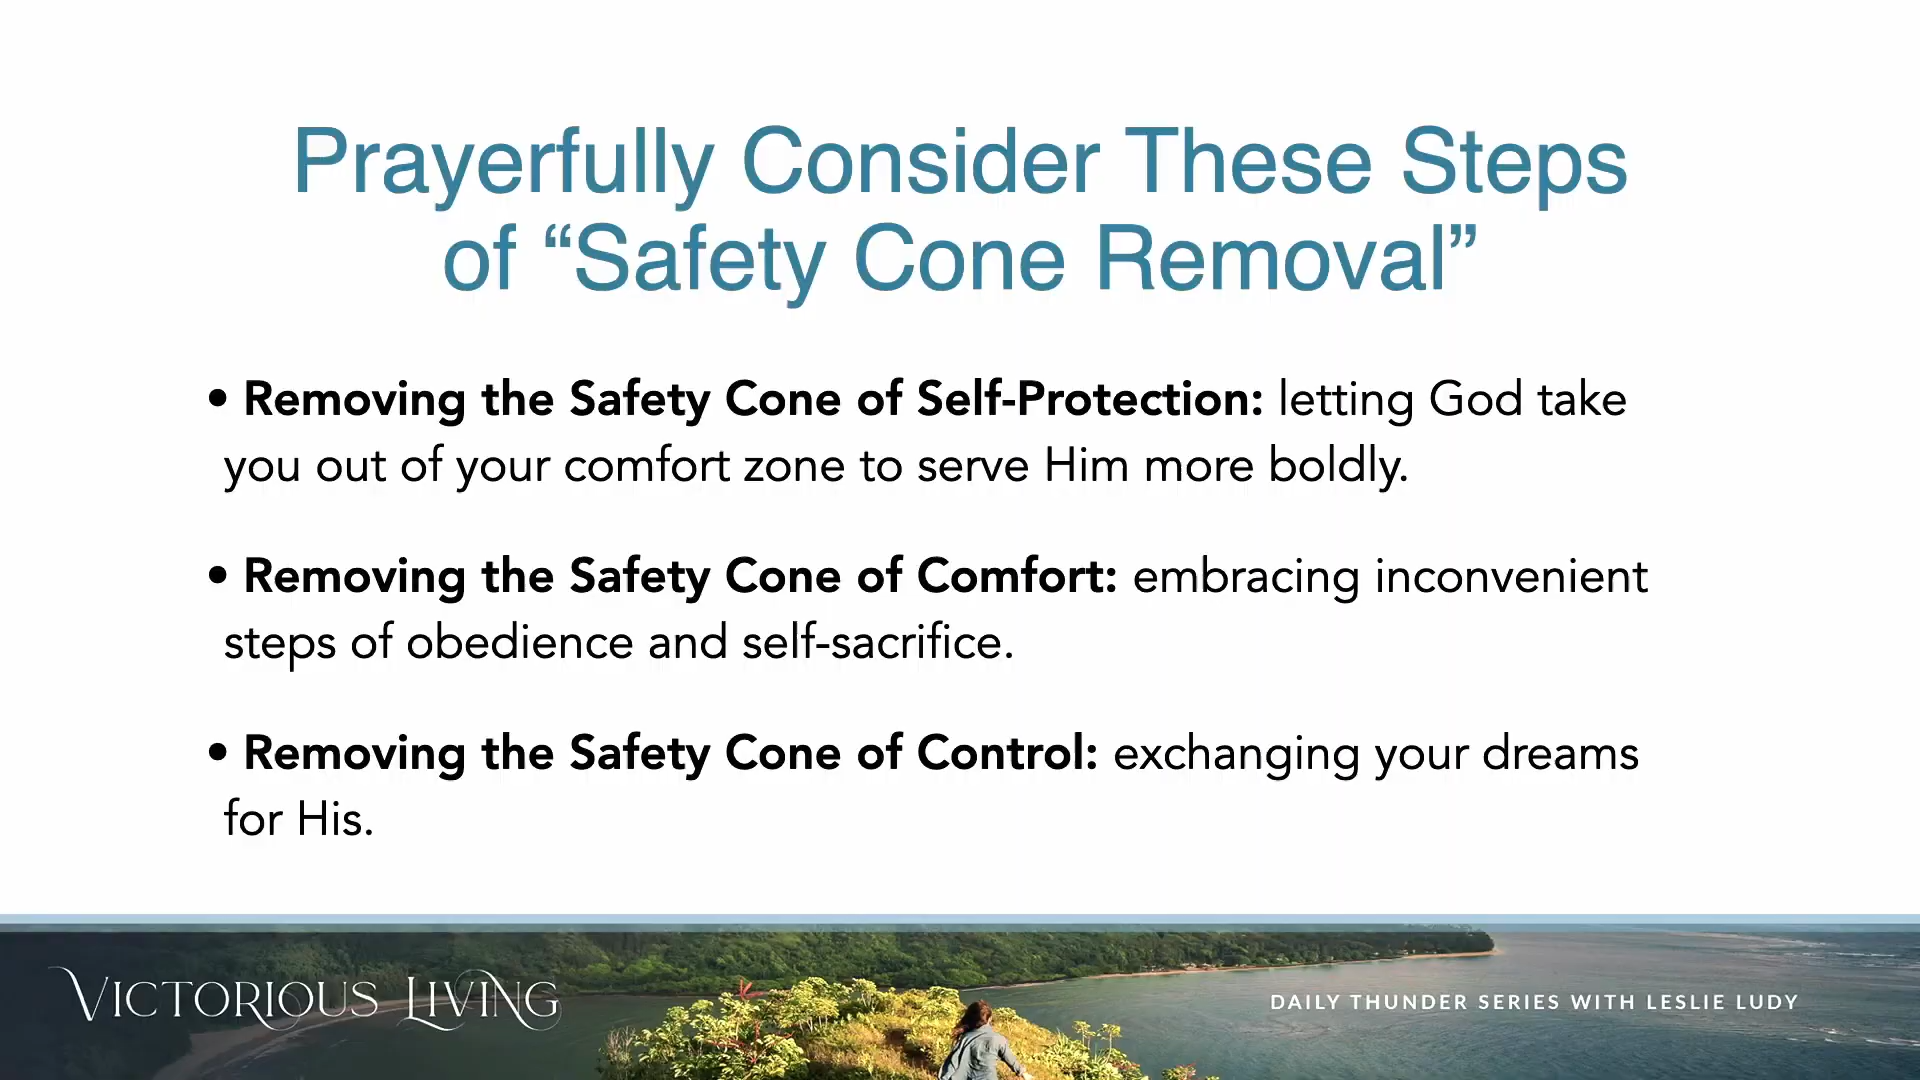 Prayerfully Consider These Steps
of “Safety Cone Removal”
• Removing the Safety Cone of Self-Protection: letting God take
you out of your comfort zone to serve Him more boldly.
• Removing the Safety Cone of Comfort: embracing inconvenient
steps of obedience and self-sacrifice.
• Removing the Safety Cone of Control: exchanging your dreams
for His.
VICTORIOUS LIVING
DAILY THUNDER SERIES WITH LESLIE LUDY